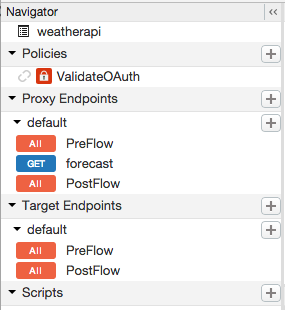 Navigator
weatherapi
Policies
ValidateOAuth
Proxy Endpoints
default
All PreFlow
GET forecast
All PostFlow
Target Endpoints
default
All PreFlow
All PostFlow
Scripts